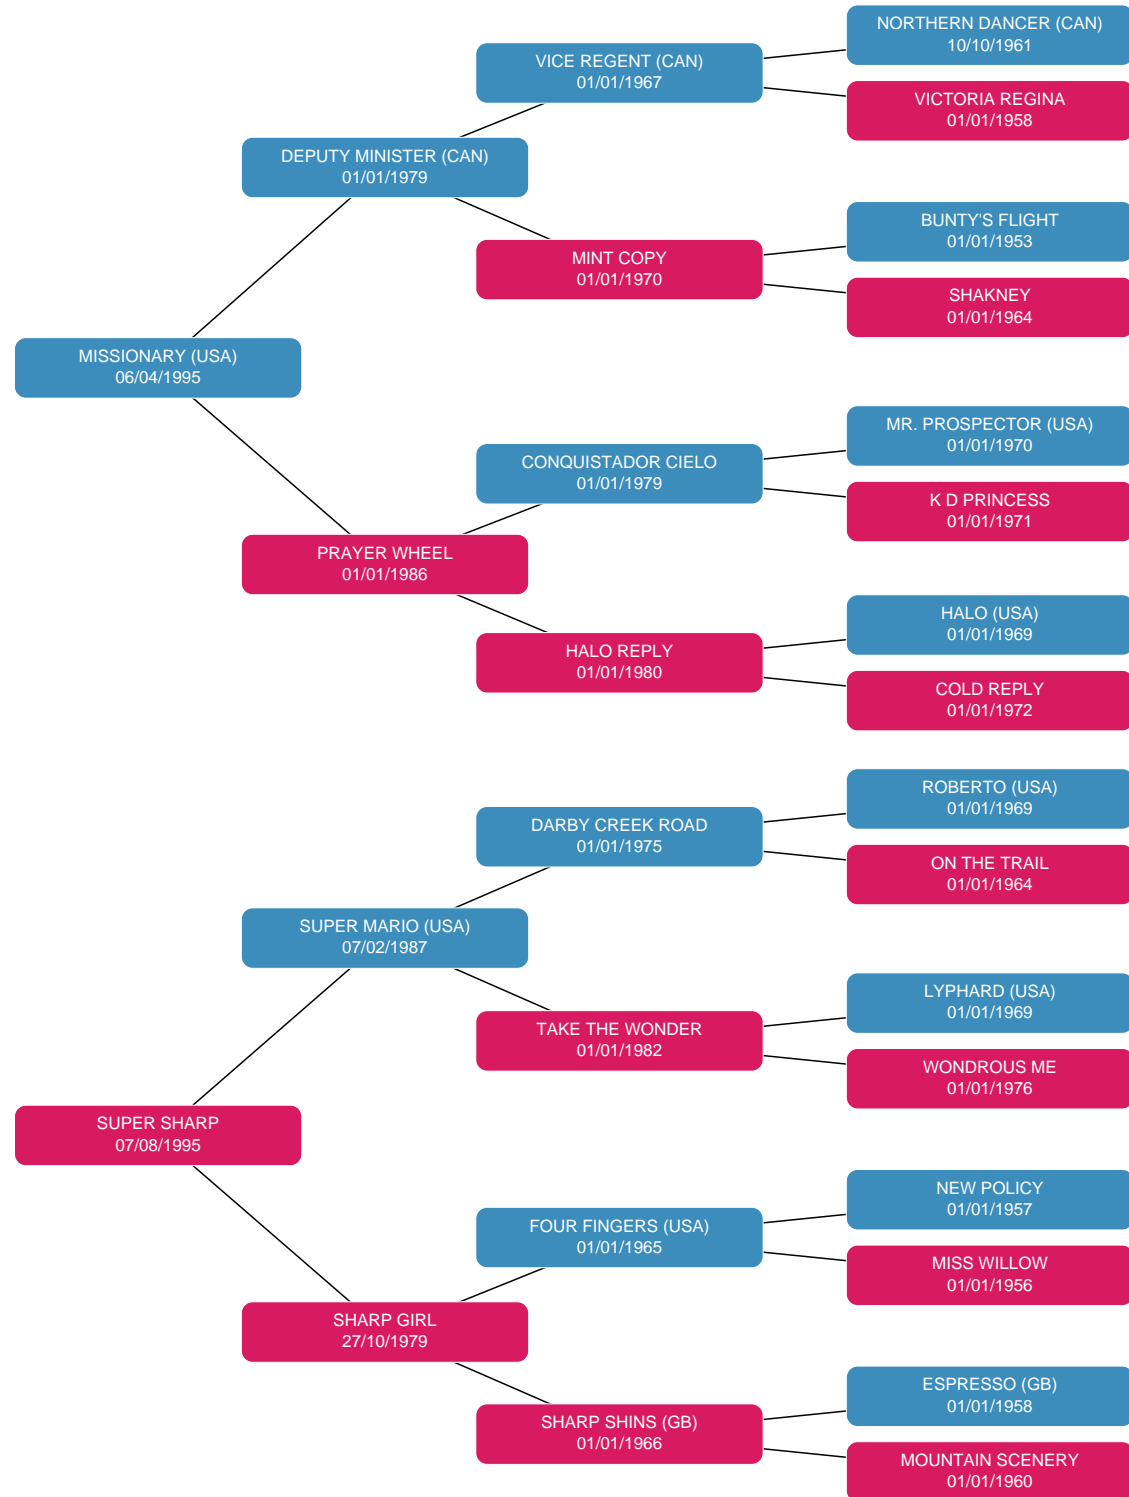 NORTHERN DANCER (CAN)
10/10/1961
VICE REGENT (CAN)
01/01/1967
VICTORIA REGINA
01/01/1958
DEPUTY MINISTER (CAN)
01/01/1979
BUNTY'S FLIGHT
01/01/1953
MINT COPY
01/01/1970
SHAKNEY
01/01/1964
MISSIONARY (USA)
06/04/1995
MR. PROSPECTOR (USA)
01/01/1970
CONQUISTADOR CIELO
01/01/1979
K D PRINCESS
01/01/1971
PRAYER WHEEL
01/01/1986
HALO (USA)
01/01/1969
HALO REPLY
01/01/1980
COLD REPLY
01/01/1972
ROBERTO (USA)
01/01/1969
DARBY CREEK ROAD
01/01/1975
ON THE TRAIL
01/01/1964
SUPER MARIO (USA)
07/02/1987
LYPHARD (USA)
01/01/1969
TAKE THE WONDER
01/01/1982
WONDROUS ME
01/01/1976
SUPER SHARP
07/08/1995
NEW POLICY
01/01/1957
FOUR FINGERS (USA)
01/01/1965
MISS WILLOW
01/01/1956
SHARP GIRL
27/10/1979
ESPRESSO (GB)
01/01/1958
SHARP SHINS (GB)
01/01/1966
MOUNTAIN SCENERY
01/01/1960